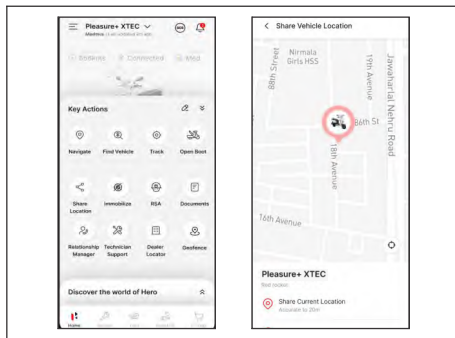 Pleasure+ XTEC
Key Actions
Navigate
Find Vehicle
Track
Open Boot
Share
Location
Immobilize
RSA
Documents
Relationship
Manager
Technician
Support
Dealer
Locator
Geofence
Discover the world of Hero
Home
Share Vehicle Location
Nirmala
Girls HSS
88th Street
19th Avenue
Jawaharlal Nehru Road
86th St
18th Avenue
16th Avenue
Pleasure+ XTEC
Share Current Location
Accurate to 20m